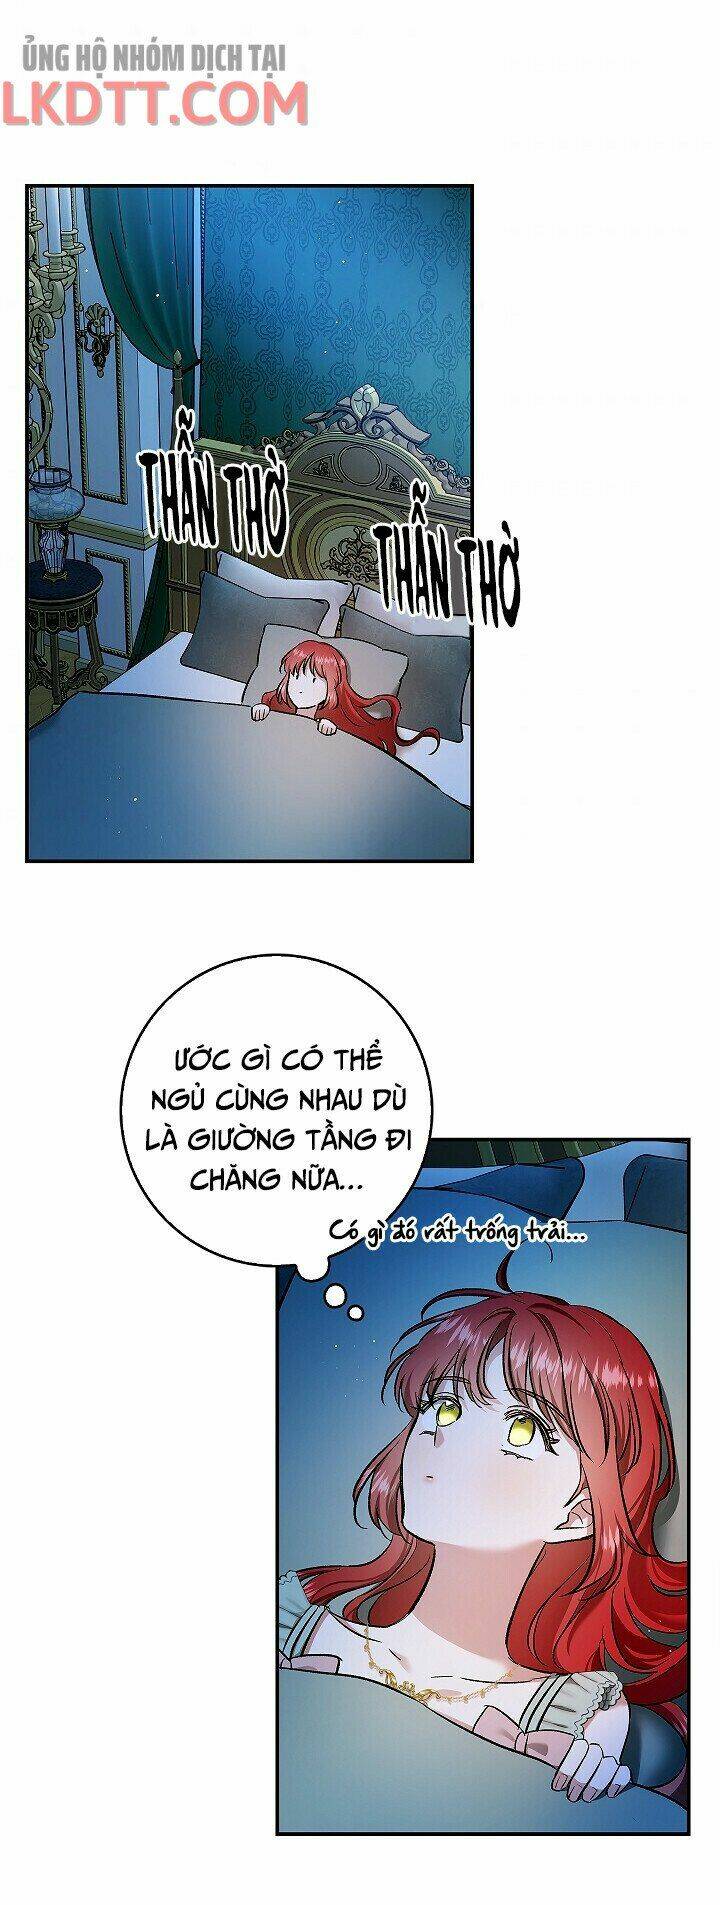 ỦNG HỘ NHÓM DỊCH TẠI
LKDTT.COM
THẪN THỜ
THẪN THỜ
ƯỚC GÌ CÓ THỂ
NGỦ CÙNG NHAU DÙ
LÀ GIƯỜNG TẦNG ĐI
CHĂNG NỮA...
Có gì đó rất trống trải...